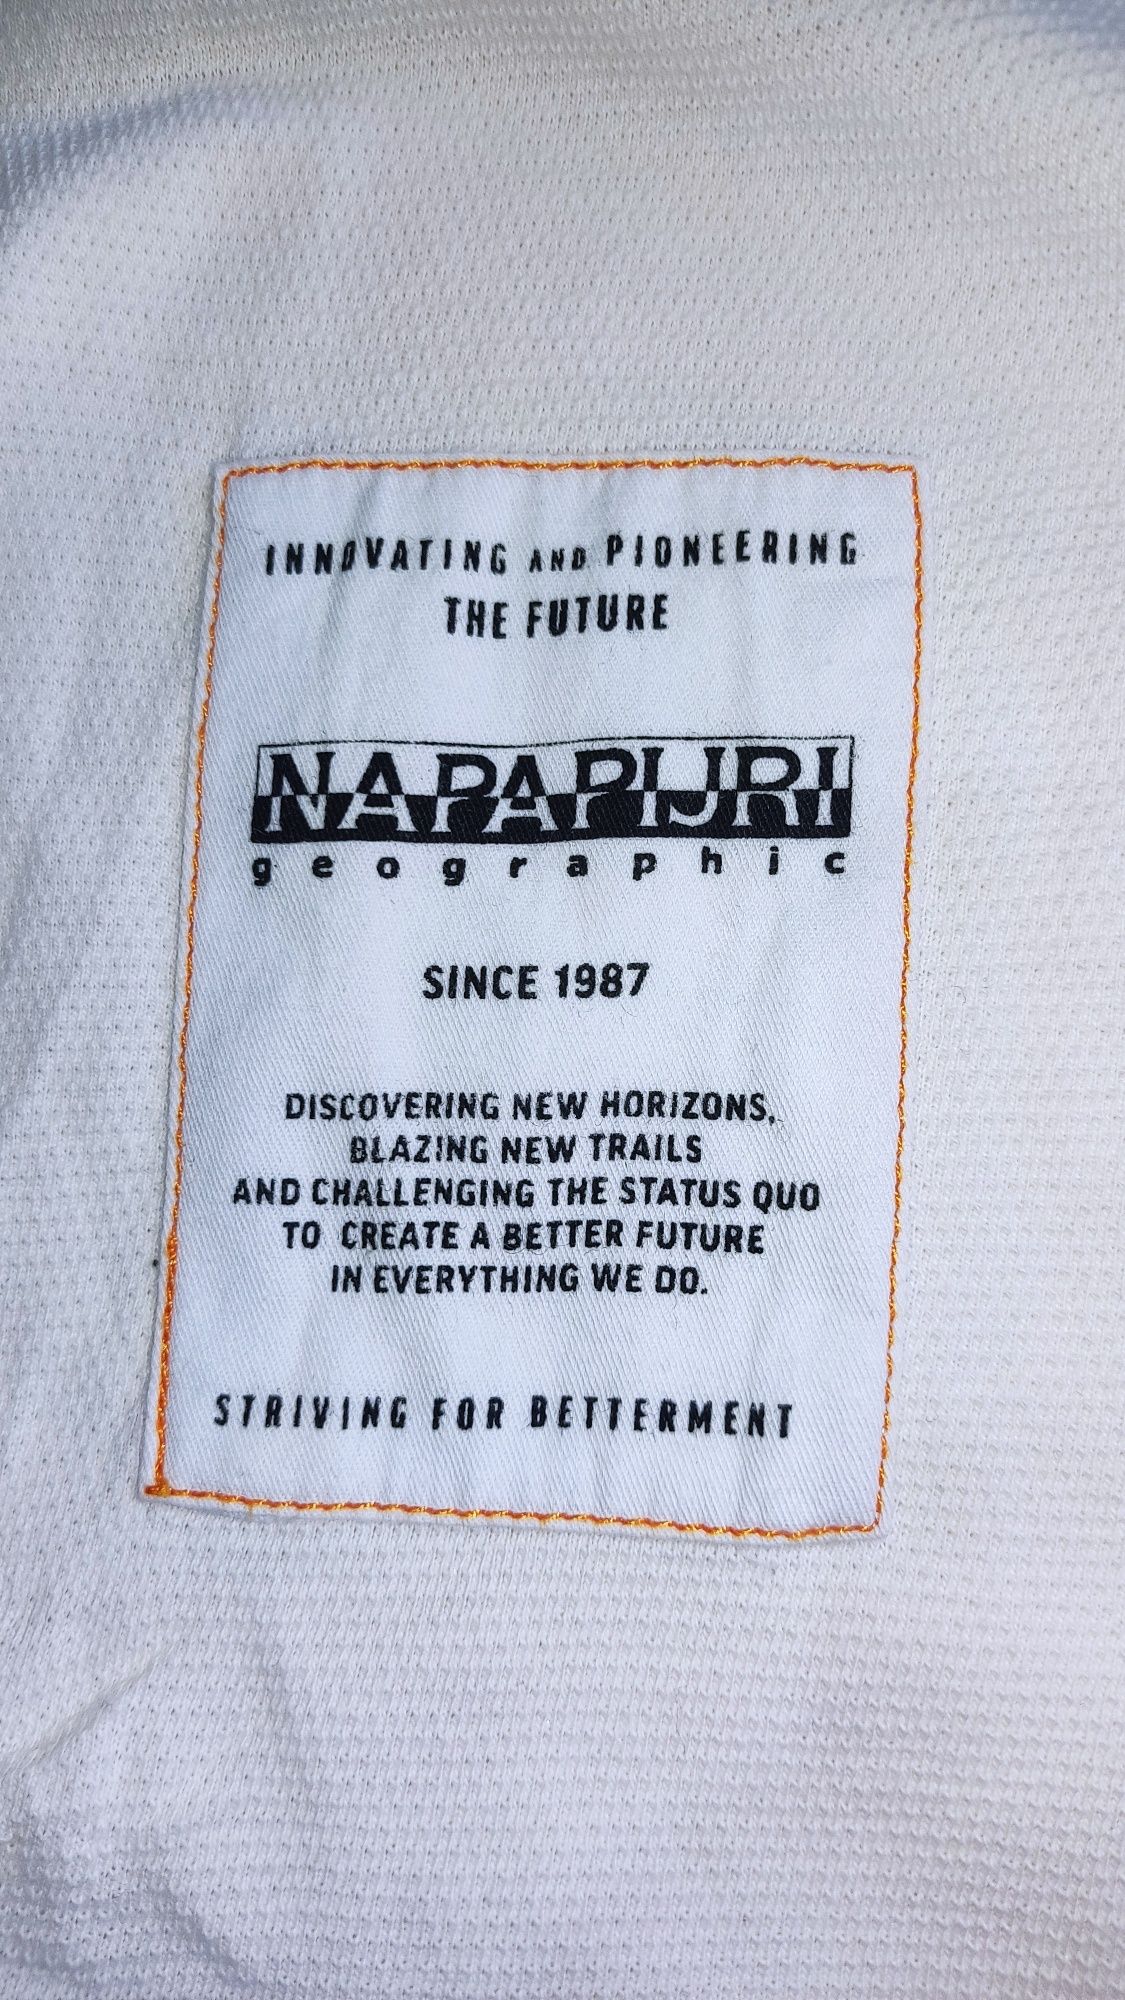 INNOVATING AND PIONEERING
THE FUTURE
NAPAPIJRI
geographic
SINCE 1987
DISCOVERING NEW HORIZONS,
BLAZING NEW TRAILS
AND CHALLENGING THE STATUS QUO
TO CREATE A BETTER FUTURE
IN EVERYTHING WE DO.
STRIVING FOR BETTERMENT